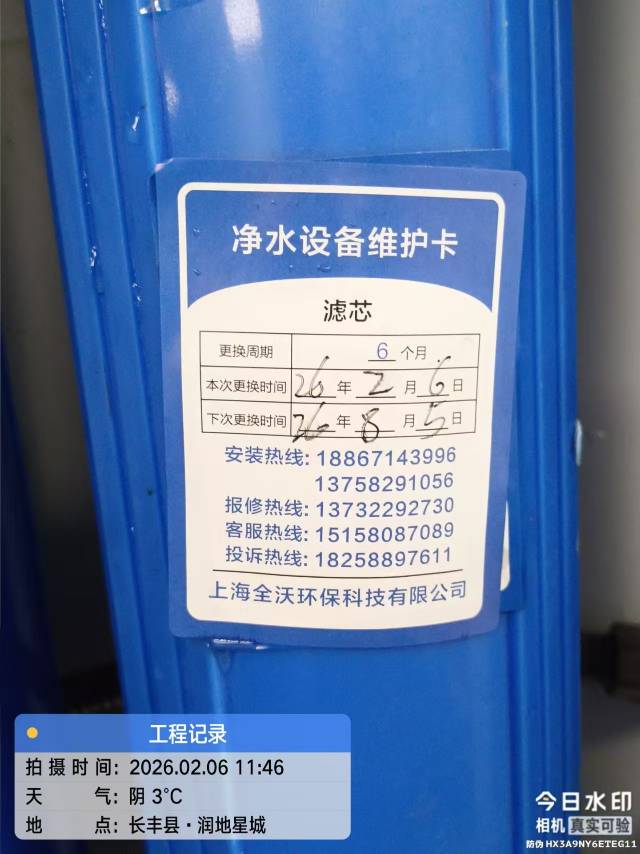 净水设备维护卡
滤芯
更换周期 6 个月
本次更换时间 26 年 2 月 6 日
下次更换时间 26 年 8 月 5 日
安装热线: 18867143996
13758291056
报修热线: 13732292730
客服热线: 15158087089
投诉热线: 18258897611
上海全沃环保科技有限公司
工程记录
拍摄时间: 2026.02.06 11:46
天气: 阴 3℃
地点: 长丰县·润地星城
今日水印
相机 真实可验
防伪 HX3A9NY6ETEG11